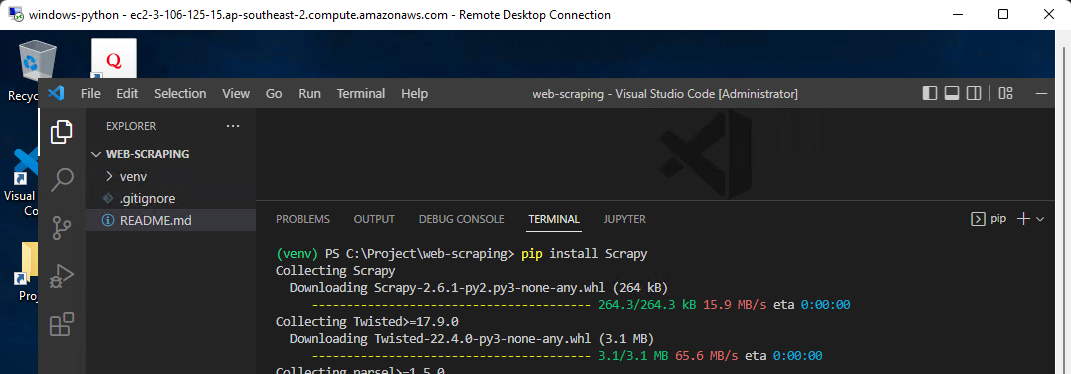 windows-python - ec2-3-106-125-15.ap-southeast-2.compute.amazonaws.com - Remote Desktop Connection
Q
Recyc
File Edit Selection View Go Run Terminal Help web-scraping - Visual Studio Code [Administrator]
EXPLORER ...
WEB-SCRAPING
venv
.gitignore
README.md
Visual
Co
Proj
PROBLEMS OUTPUT DEBUG CONSOLE TERMINAL JUPYTER pip
(venv) PS C:\Project\web-scraping> pip install Scrapy
Collecting Scrapy
Downloading Scrapy-2.6.1-py2.py3-none-any.whl (264 kB)
---------------------------------------- 264.3/264.3 kB 15.9 MB/s eta 0:00:00
Collecting Twisted>=17.9.0
Downloading Twisted-22.4.0-py3-none-any.whl (3.1 MB)
---------------------------------------- 3.1/3.1 MB 65.6 MB/s eta 0:00:00
Collecting parsel>=1.5.0